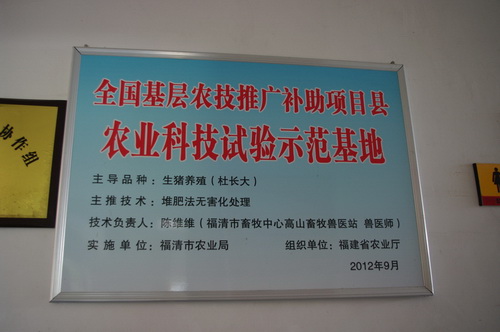 全国基层农技推广补助项目县
农业科技试验示范基地
主导品种：生猪养殖（杜长大）
主推技术：堆肥法无害化处理
技术负责人：陈维维（福清市畜牧中心高山畜牧兽医站 兽医师）
实施单位：福清市农业局 组织单位：福建省农业厅
2012年9月
协作组